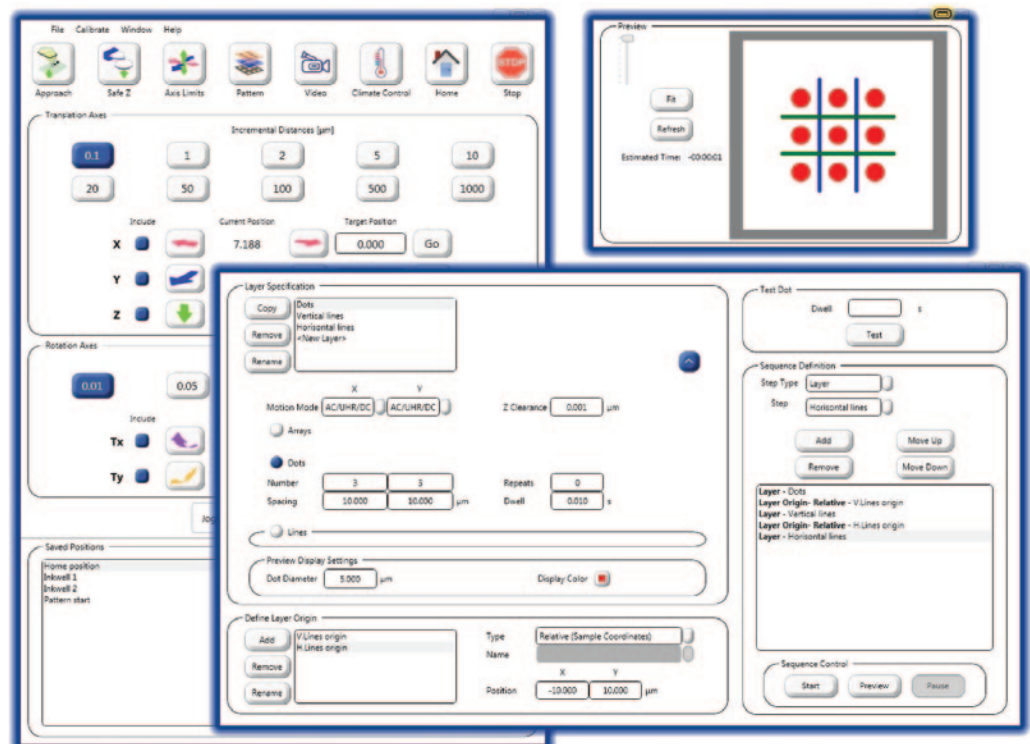 File Calibrate Window Help
Approach Safe Z Axis Limits Pattern Video Climate Control Home STOP Stop
Translation Axes
Incremental Distances [µm]
0.1 1 2 5 10
20 50 100 500 1000
Include Current Position Target Position
X 7.188 0.000 Go
Y
Z
Rotation Axes
0.01 0.05
Include
Tx
Ty
Jog
Saved Positions
Home position
Inkwell 1
Inkwell 2
Pattern start
Preview
Fit
Refresh
Estimated Time: -00:00:01
Layer Specification
Copy
Remove
Rename
Dots
Vertical lines
Horisontal lines
<New Layer>
X Y
Motion Mode AC/UHR/DC AC/UHR/DC Z Clearance 0.001 µm
Arrays
Dots
Number 3 3 Repeats 0
Spacing 10.000 10.000 µm Dwell 0.010 s
Lines
Preview Display Settings
Dot Diameter 5.000 µm Display Color
Define Layer Origin
Add
Remove
Rename
V.Lines origin
H.Lines origin
Type Relative (Sample Coordinates)
Name
X Y
Position -10.000 10.000 µm
Test Dot
Dwell s
Test
Sequence Definition
Step Type Layer
Step Horisontal lines
Add Move Up
Remove Move Down
Layer - Dots
Layer Origin- Relative - V.Lines origin
Layer - Vertical lines
Layer Origin- Relative - H.Lines origin
Layer - Horisontal lines
Sequence Control
Start Preview Pause